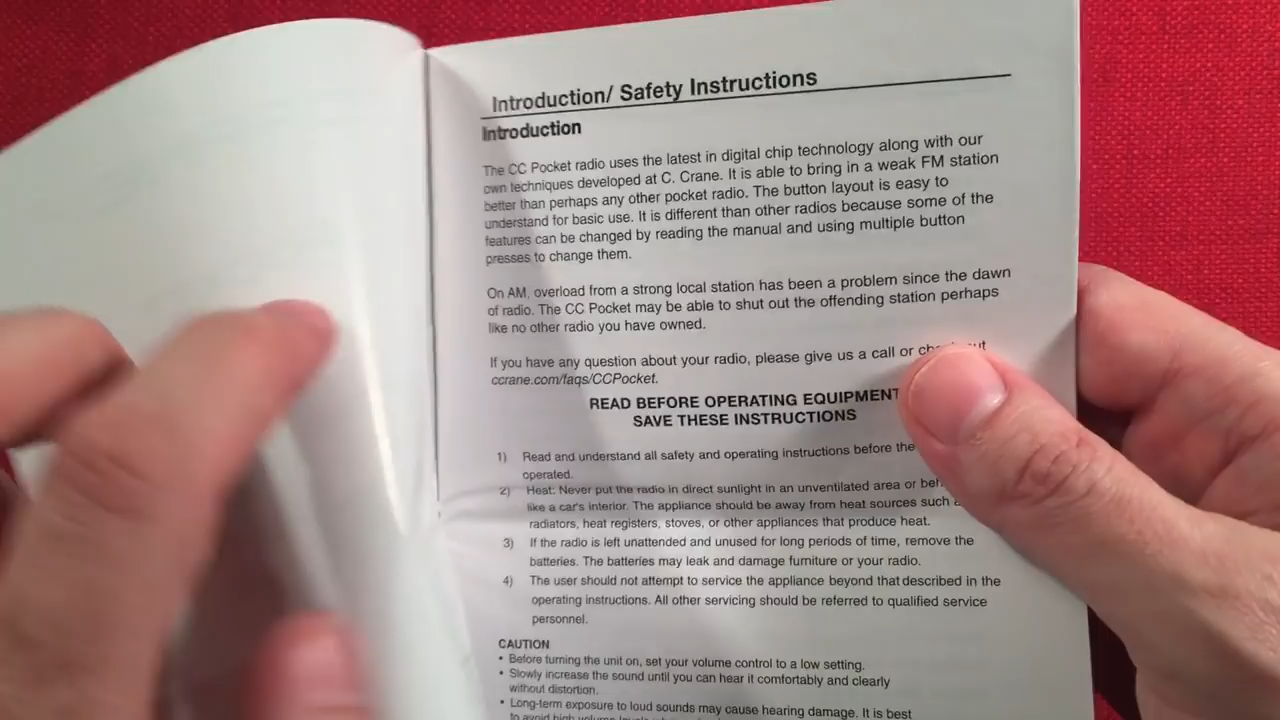 Introduction/ Safety Instructions
Introduction
The CC Pocket radio uses the latest in digital chip technology along with our
own techniques developed at C. Crane. It is able to bring in a weak FM station
better than perhaps any other pocket radio. The button layout is easy to
understand for basic use. It is different than other radios because some of the
features can be changed by reading the manual and using multiple button
presses to change them.
On AM, overload from a strong local station has been a problem since the dawn
of radio. The CC Pocket may be able to shut out the offending station perhaps
like no other radio you have owned.
If you have any question about your radio, please give us a call or
ccrane.com/faqs/CCPocket.
READ BEFORE OPERATING EQUIPMENT
SAVE THESE INSTRUCTIONS
1) Read and understand all safety and operating instructions before the
operated.
2) Heat: Never put the radio in direct sunlight in an unventilated area or
like a car's interior. The appliance should be away from heat sources such
radiators, heat registers, stoves, or other appliances that produce heat.
3) If the radio is left unattended and unused for long periods of time, remove the
batteries. The batteries may leak and damage furniture or your radio.
4) The user should not attempt to service the appliance beyond that described in the
operating instructions. All other servicing should be referred to qualified service
personnel.
CAUTION
• Before turning the unit on, set your volume control to a low setting.
• Slowly increase the sound until you can hear it comfortably and clearly
without distortion.
• Long-term exposure to loud sounds may cause hearing damage. It is best
to avoid high volume